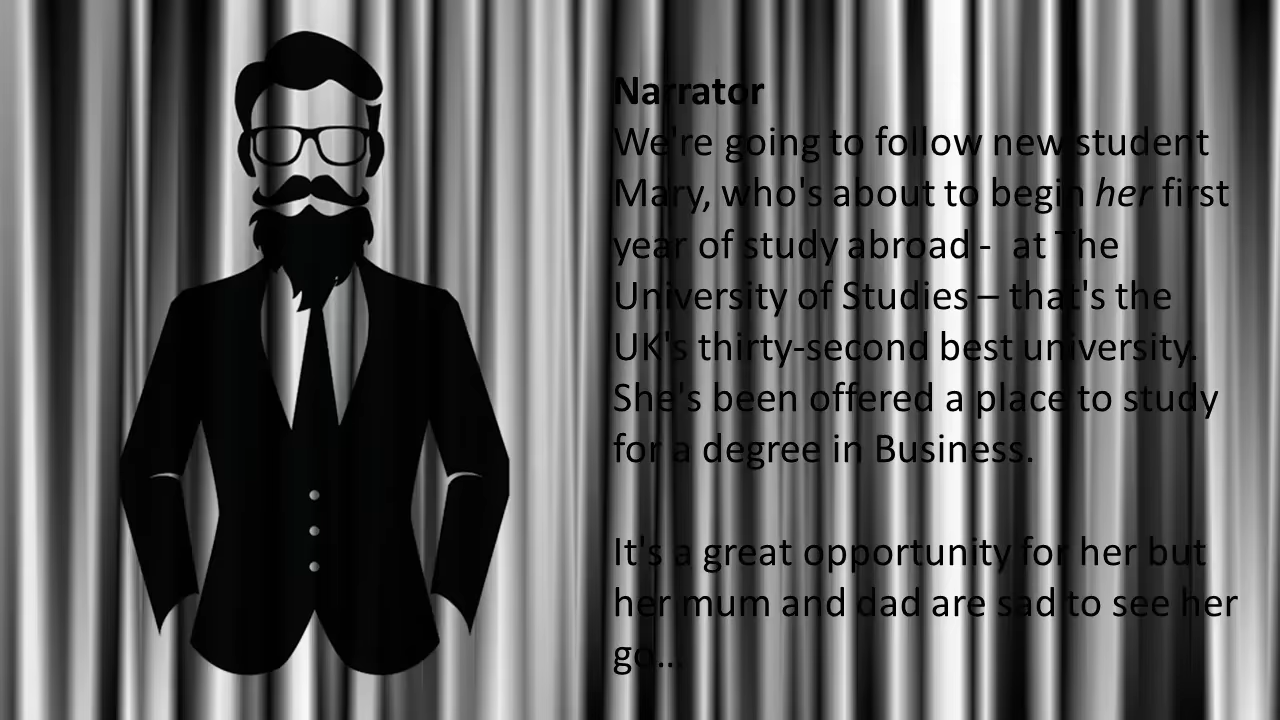 Narrator
We're going to follow new student
Mary, who's about to begin her first
year of study abroad -  at The
University of Studies – that's the
UK's thirty-second best university.
She's been offered a place to study
for a degree in Business.
It's a great opportunity for her but
her mum and dad are sad to see her
go...